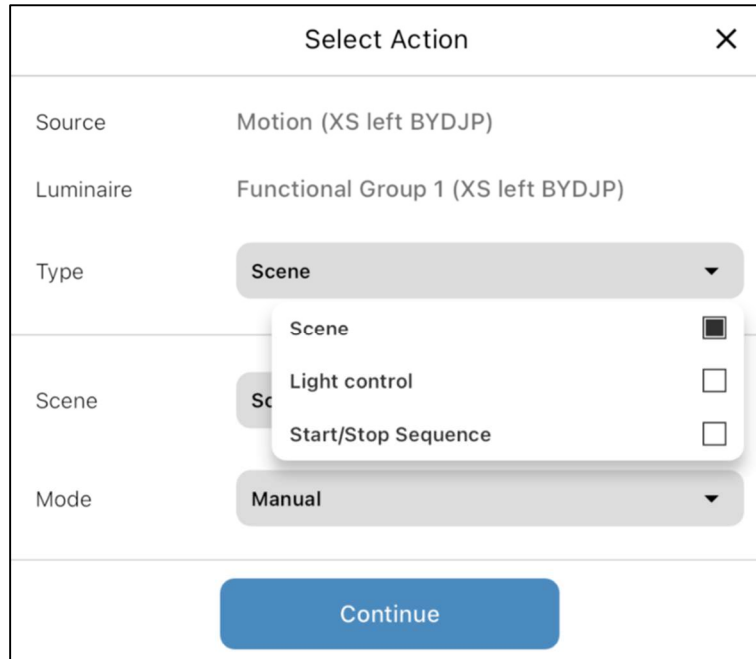 Select Action
Source Motion (XS left BYDJP)
Luminaire Functional Group 1 (XS left BYDJP)
Type Scene
Scene
Light control
Scene Sc
Start/Stop Sequence
Mode Manual
Continue